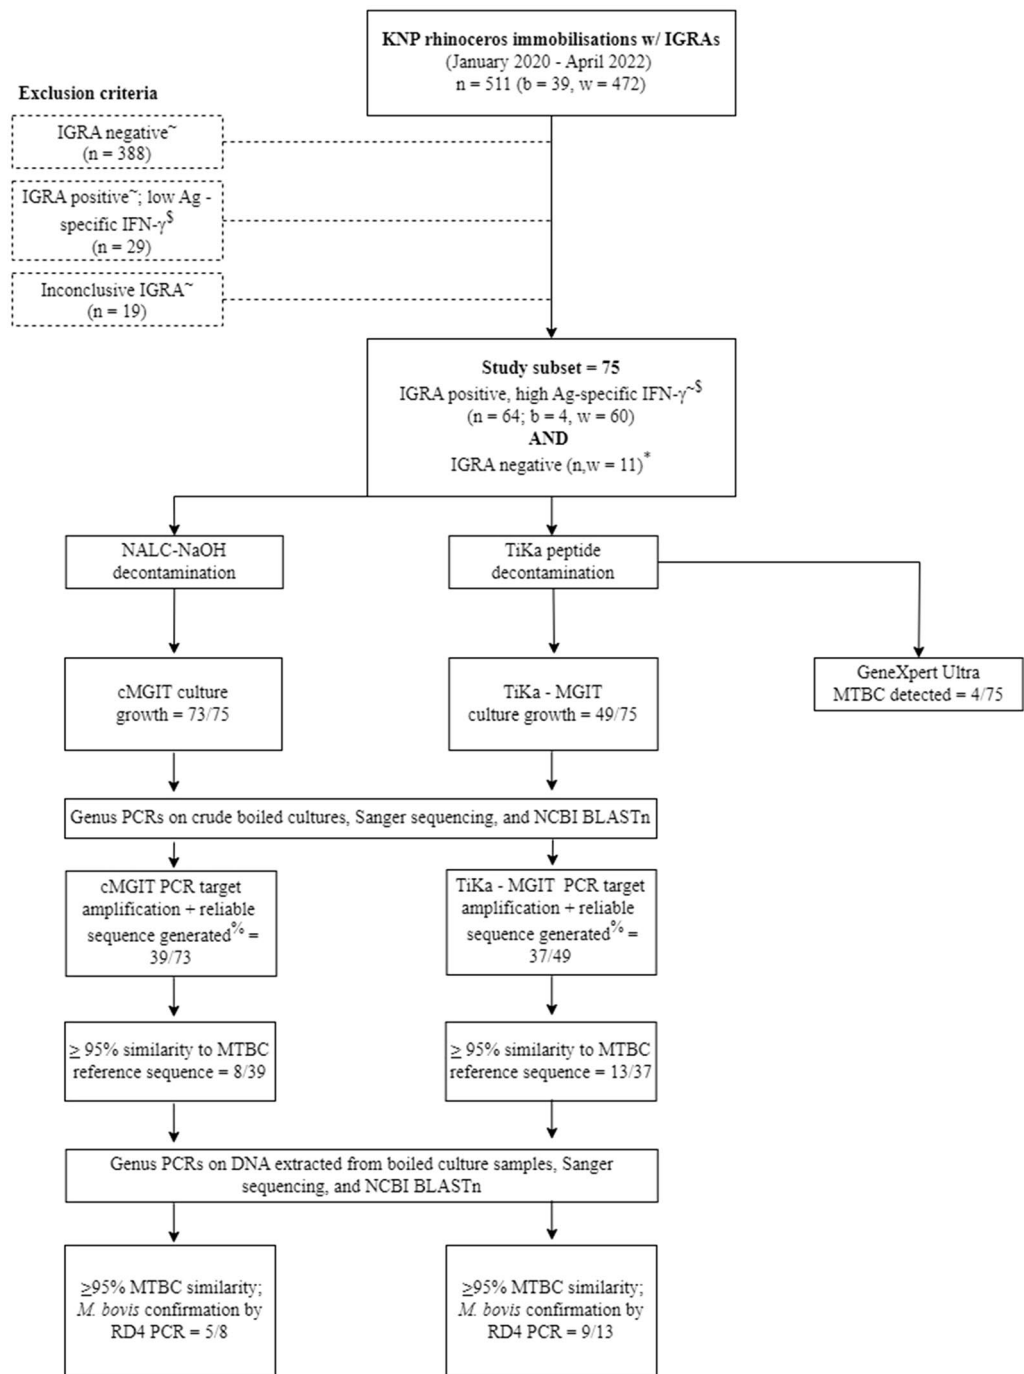 KNP rhinoceros immobilisations w/ IGRAs
(January 2020 - April 2022)
n = 511 (b = 39, w = 472)
Exclusion criteria
IGRA negative~
(n = 388)
IGRA positive~; low Ag -
specific IFN-γ$
(n = 29)
Inconclusive IGRA~
(n = 19)
Study subset = 75
IGRA positive, high Ag-specific IFN-γ~$
(n = 64; b = 4, w = 60)
AND
IGRA negative (n,w = 11)*
NALC-NaOH
decontamination
TiKa peptide
decontamination
cMGIT culture
growth = 73/75
TiKa - MGIT
culture growth = 49/75
GeneXpert Ultra
MTBC detected = 4/75
Genus PCRs on crude boiled cultures, Sanger sequencing, and NCBI BLASTn
cMGIT PCR target
amplification + reliable
sequence generated% =
39/73
TiKa - MGIT PCR target
amplification + reliable
sequence generated% =
37/49
≥ 95% similarity to MTBC
reference sequence = 8/39
≥ 95% similarity to MTBC
reference sequence = 13/37
Genus PCRs on DNA extracted from boiled culture samples, Sanger
sequencing, and NCBI BLASTn
≥95% MTBC similarity;
M. bovis confirmation by
RD4 PCR = 5/8
≥95% MTBC similarity;
M. bovis confirmation by
RD4 PCR = 9/13